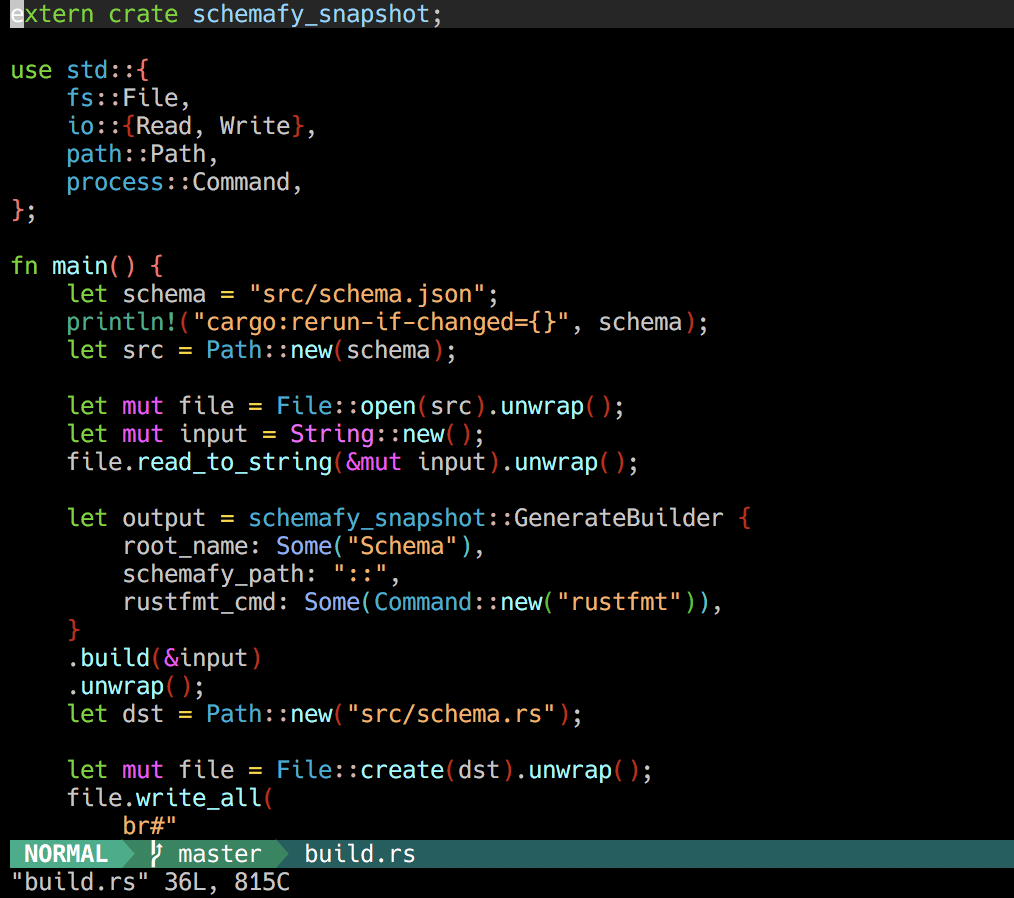 extern crate schemafy_snapshot;

use std::{
    fs::File,
    io::{Read, Write},
    path::Path,
    process::Command,
};

fn main() {
    let schema = "src/schema.json";
    println!("cargo:rerun-if-changed={}", schema);
    let src = Path::new(schema);

    let mut file = File::open(src).unwrap();
    let mut input = String::new();
    file.read_to_string(&mut input).unwrap();

    let output = schemafy_snapshot::GenerateBuilder {
        root_name: Some("Schema"),
        schemafy_path: "::",
        rustfmt_cmd: Some(Command::new("rustfmt")),
    }
    .build(&input)
    .unwrap();
    let dst = Path::new("src/schema.rs");

    let mut file = File::create(dst).unwrap();
    file.write_all(
        br#"
NORMAL master build.rs
"build.rs" 36L, 815C